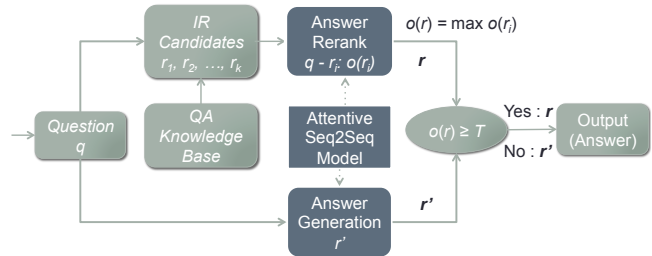 IR
Candidates
r1, r2, …, rk
Answer
Rerank
q - ri: o(ri)
o(r) = max o(ri)
r
Question
q
QA
Knowledge
Base
Attentive
Seq2Seq
Model
o(r) ≥ T
Yes : r
No : r’
Output
(Answer)
Answer
Generation
r’
r’